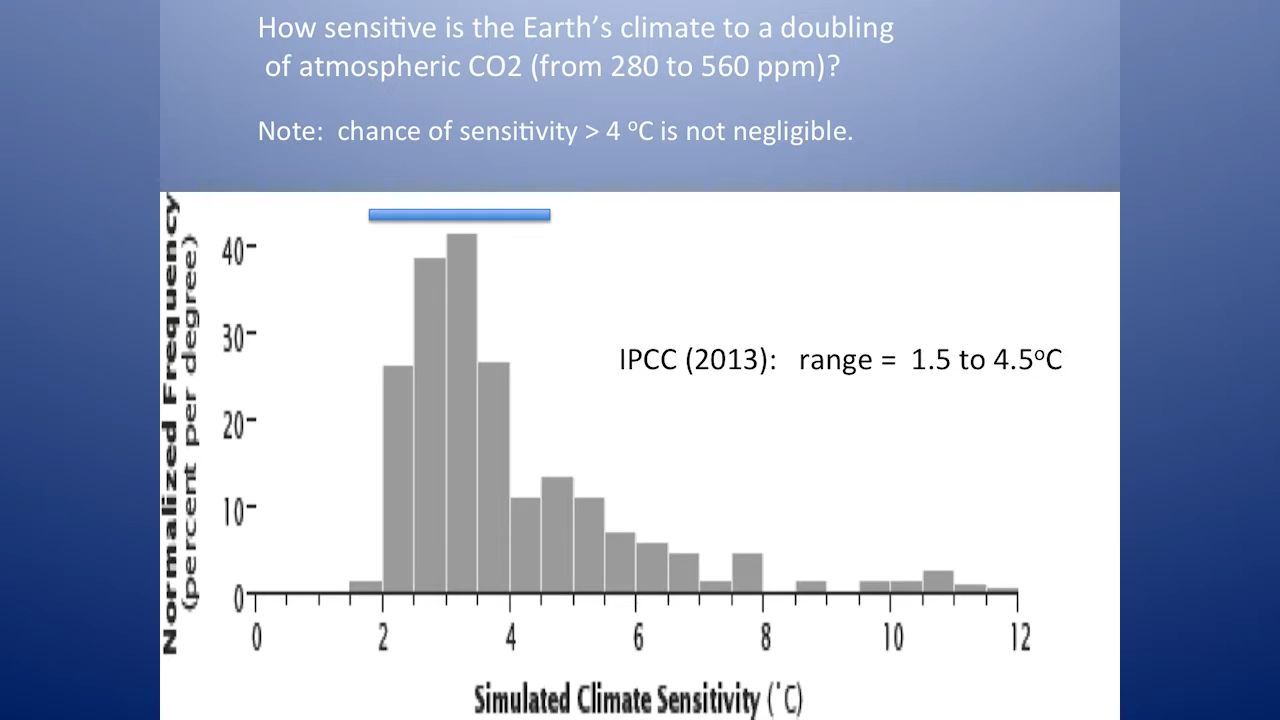 How sensitive is the Earth's climate to a doubling
of atmospheric CO2 (from 280 to 560 ppm)?
Note: chance of sensitivity > 4 °C is not negligible.
Normalized Frequency
(percent per degree)
40
30
20
10
0
IPCC (2013): range = 1.5 to 4.5°C
0 2 4 6 8 10 12
Simulated Climate Sensitivity (°C)